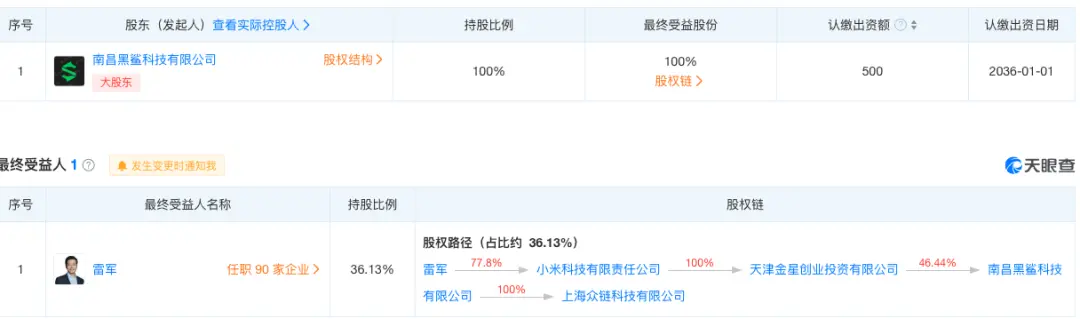 序号 股东（发起人）查看实际控股人 > 持股比例 最终受益股份 认缴出资额 认缴出资日期
1 南昌黑鲨科技有限公司 股权结构 > 100% 100% 500 2036-01-01
大股东 股权链 >
最终受益人 1 发生变更时通知我 天眼查
序号 最终受益人名称 持股比例 股权链
股权路径（占比约 36.13%）
1 雷军 任职 90 家企业 > 36.13% 雷军 77.8% 小米科技有限责任公司 100% 天津金星创业投资有限公司 46.44% 南昌黑鲨科技
有限公司 100% 上海众链科技有限公司